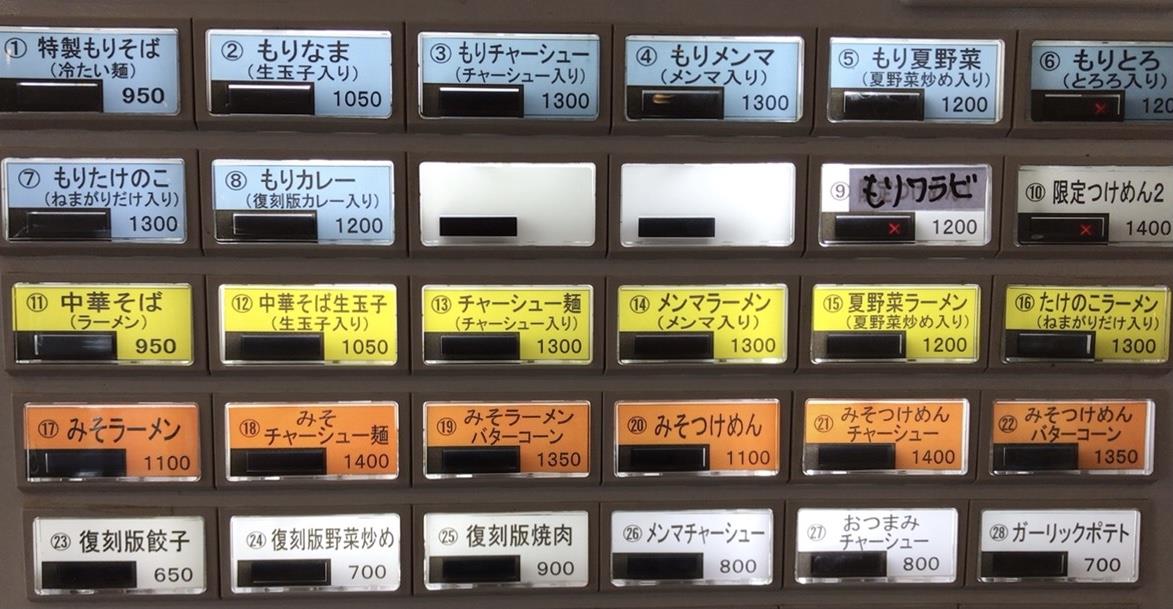 ① 特製もりそば
(冷たい麺)
950
② もりなま
(生玉子入り)
1050
③ もりチャーシュー
(チャーシュー入り)
1300
④ もりメンマ
(メンマ入り)
1300
⑤ もり夏野菜
(夏野菜炒め入り)
1200
⑥ もりとろ
(とろろ入り)
×
120
⑦ もりたけのこ
(ねまがりだけ入り)
1300
⑧ もりカレー
(復刻版カレー入り)
1200
⑨ もりワラビ
×
1200
⑩ 限定つけめん2
×
1400
⑪ 中華そば
(ラーメン)
950
⑫ 中華そば生玉子
(生玉子入り)
1050
⑬ チャーシュー麺
(チャーシュー入り)
1300
⑭ メンマラーメン
(メンマ入り)
1300
⑮ 夏野菜ラーメン
(夏野菜炒め入り)
1200
⑯ たけのこラーメン
(ねまがりだけ入り)
1300
⑰ みそラーメン
1100
⑱ みそ
チャーシュー麺
1400
⑲ みそラーメン
バターコーン
1350
⑳ みそつけめん
1100
㉑ みそつけめん
チャーシュー
1400
㉒ みそつけめん
バターコーン
1350
㉓ 復刻版餃子
650
㉔ 復刻版野菜炒め
700
㉕ 復刻版焼肉
900
㉖ メンマチャーシュー
800
㉗ おつまみ
チャーシュー
800
㉘ ガーリックポテト
700